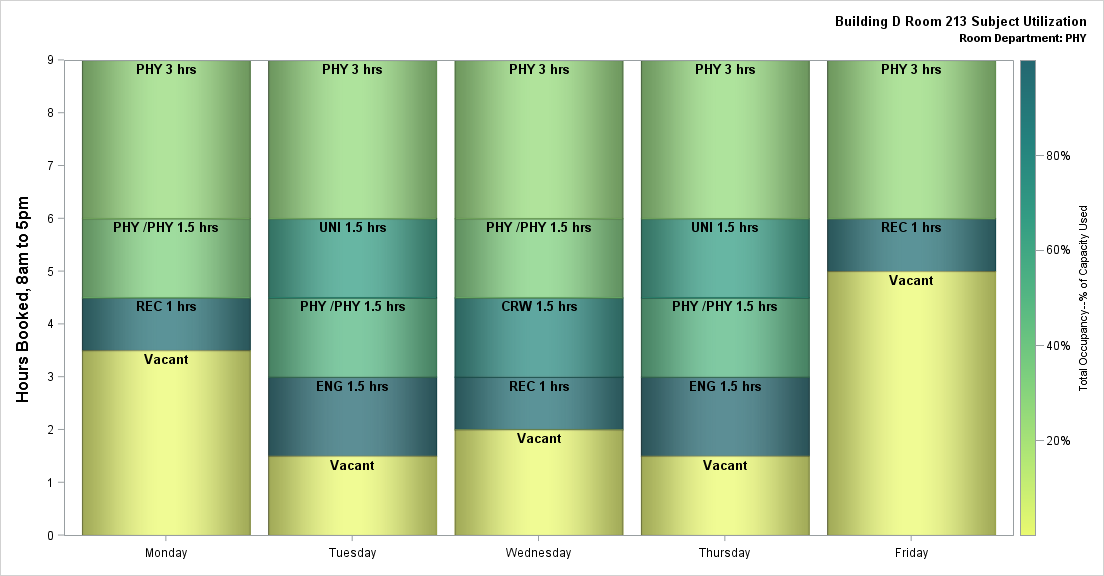 Building D Room 213 Subject Utilization
Room Department: PHY
Hours Booked, 8am to 5pm
9
8
7
6
5
4
3
2
1
0
PHY 3 hrs
PHY /PHY 1.5 hrs
REC 1 hrs
Vacant
PHY 3 hrs
UNI 1.5 hrs
PHY /PHY 1.5 hrs
ENG 1.5 hrs
Vacant
PHY 3 hrs
PHY /PHY 1.5 hrs
CRW 1.5 hrs
REC 1 hrs
Vacant
PHY 3 hrs
UNI 1.5 hrs
PHY /PHY 1.5 hrs
ENG 1.5 hrs
Vacant
PHY 3 hrs
REC 1 hrs
Vacant
Monday
Tuesday
Wednesday
Thursday
Friday
80%
60%
40%
20%
Total Occupancy--% of Capacity Used